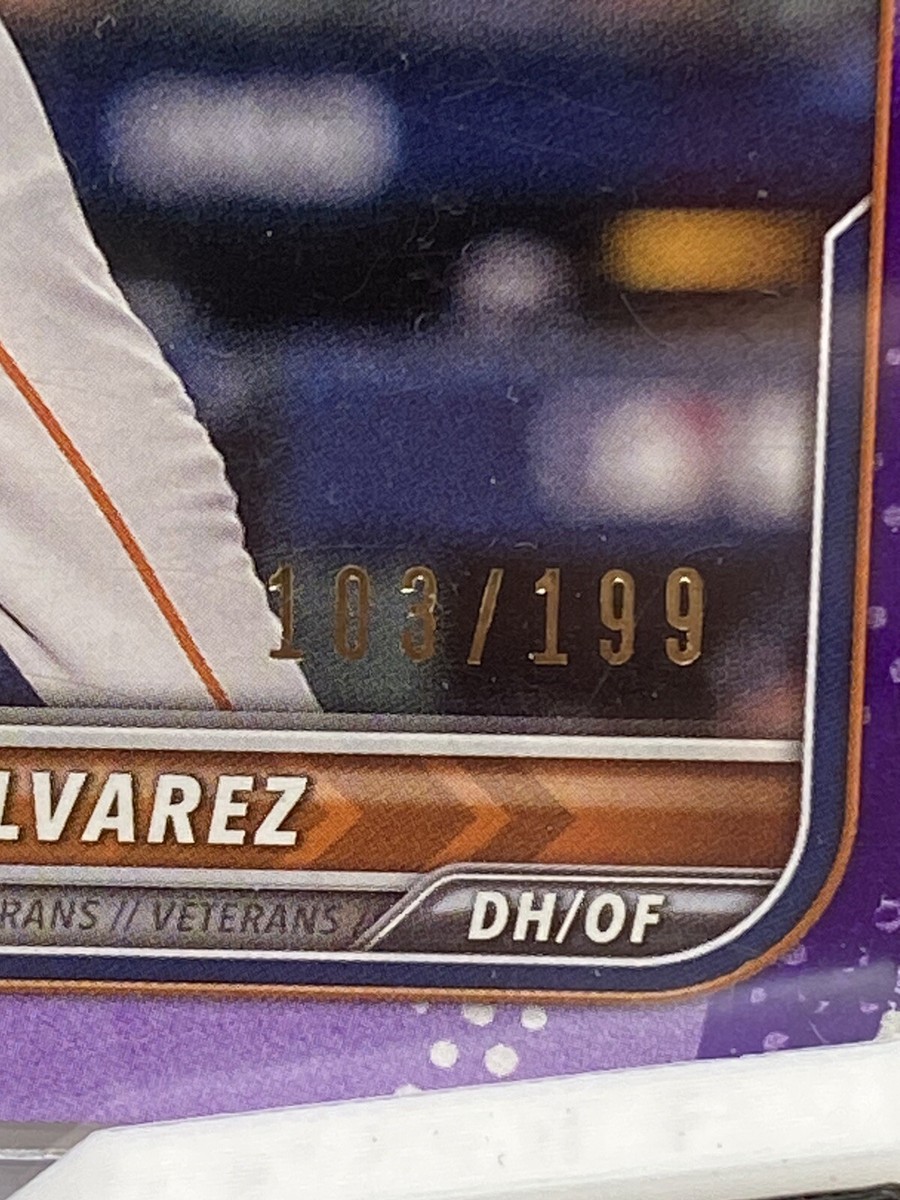 103/199
LVAREZ
RANS // VETERANS /
DH/OF